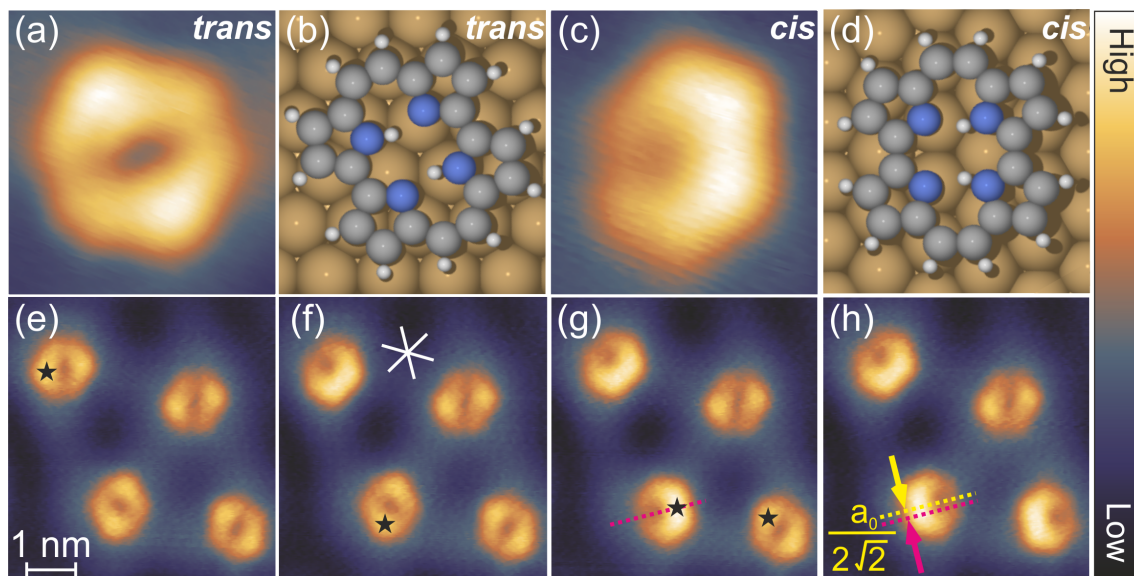 (a) trans
(b) trans
(c) cis
(d) cis
High
(e)
(f)
(g)
(h)
1 nm
a₀
2√2
Low